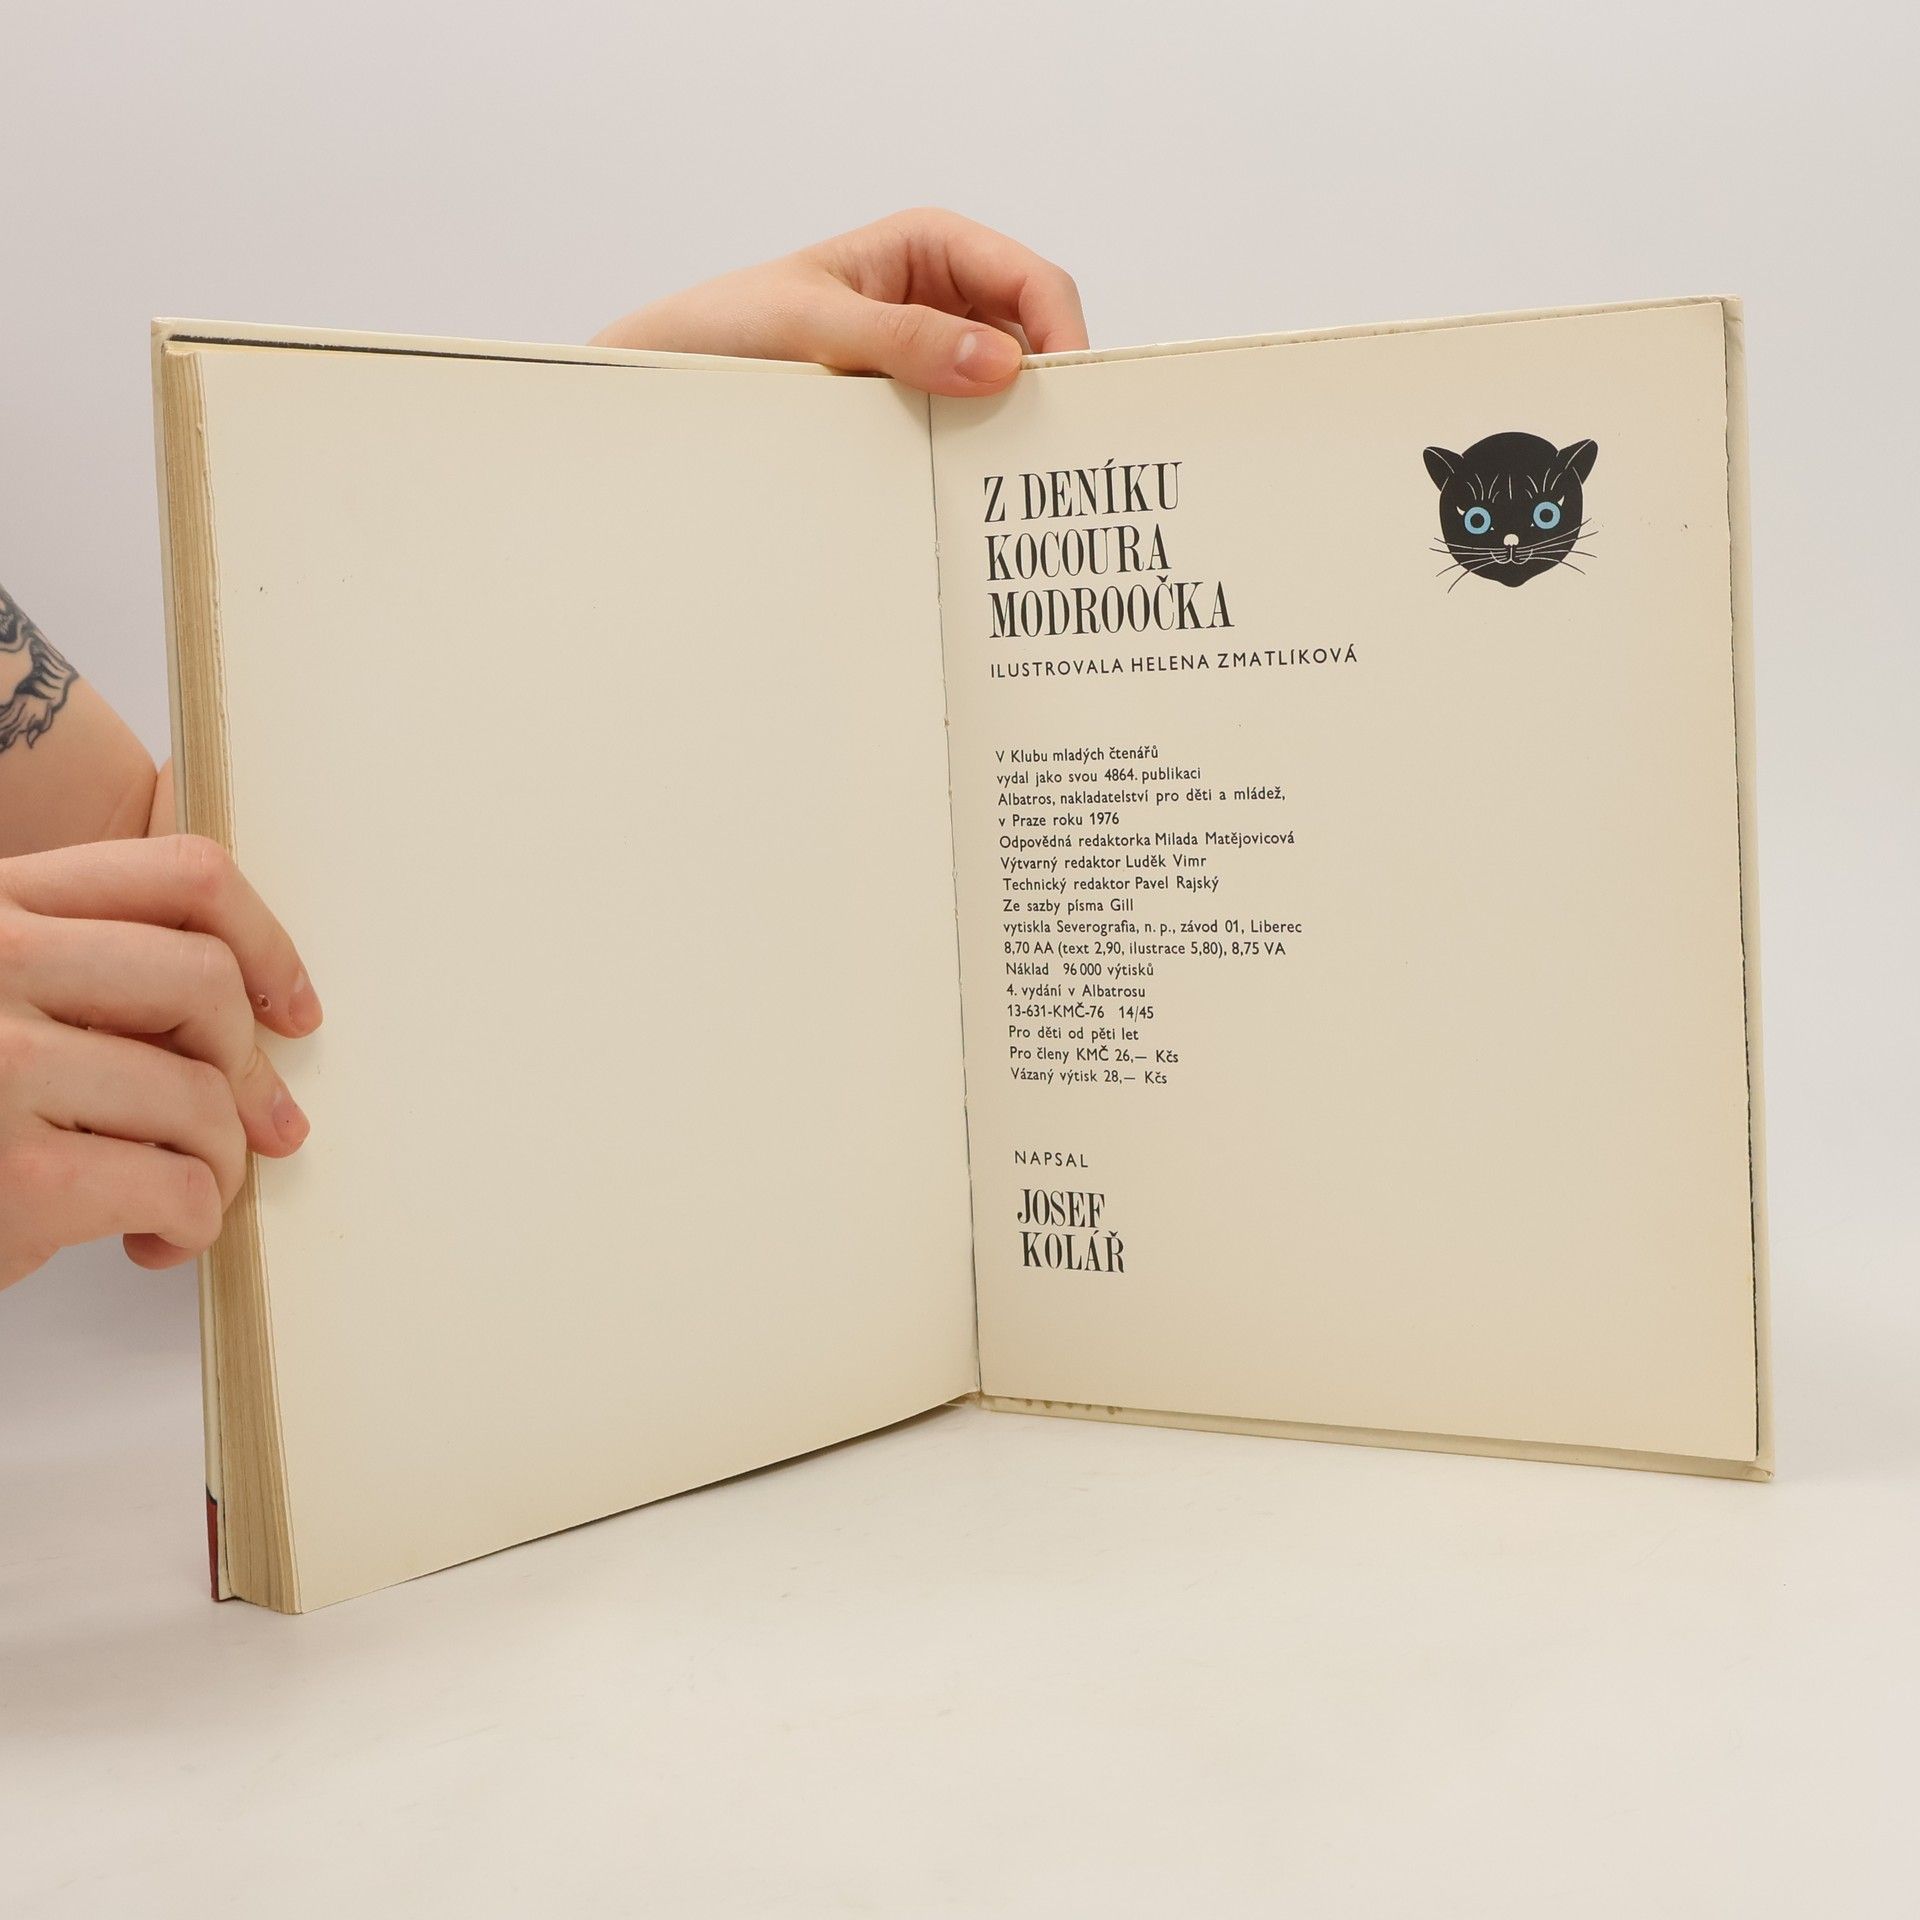 Z DENÍKU
KOCOURA
MODROOČKA
ILUSTROVALA HELENA ZMATLÍKOVÁ
V Klubu mladých čtenářů
vydal jako svou 4864. publikaci
Albatros, nakladatelství pro děti a mládež,
v Praze roku 1976
Odpovědná redaktorka Milada Matějovicová
Výtvarný redaktor Luděk Vimr
Technický redaktor Pavel Rajský
Ze sazby písma Gill
vytiskla Severografia, n. p., závod 01, Liberec
8,70 AA (text 2,90, ilustrace 5,80), 8,75 VA
Náklad 96 000 výtisků
4. vydání v Albatrosu
13-631-KMČ-76 14/45
Pro děti od pěti let
Pro členy KMČ 26,— Kčs
Vázaný výtisk 28,— Kčs
NAPSAL
JOSEF
KOLÁŘ